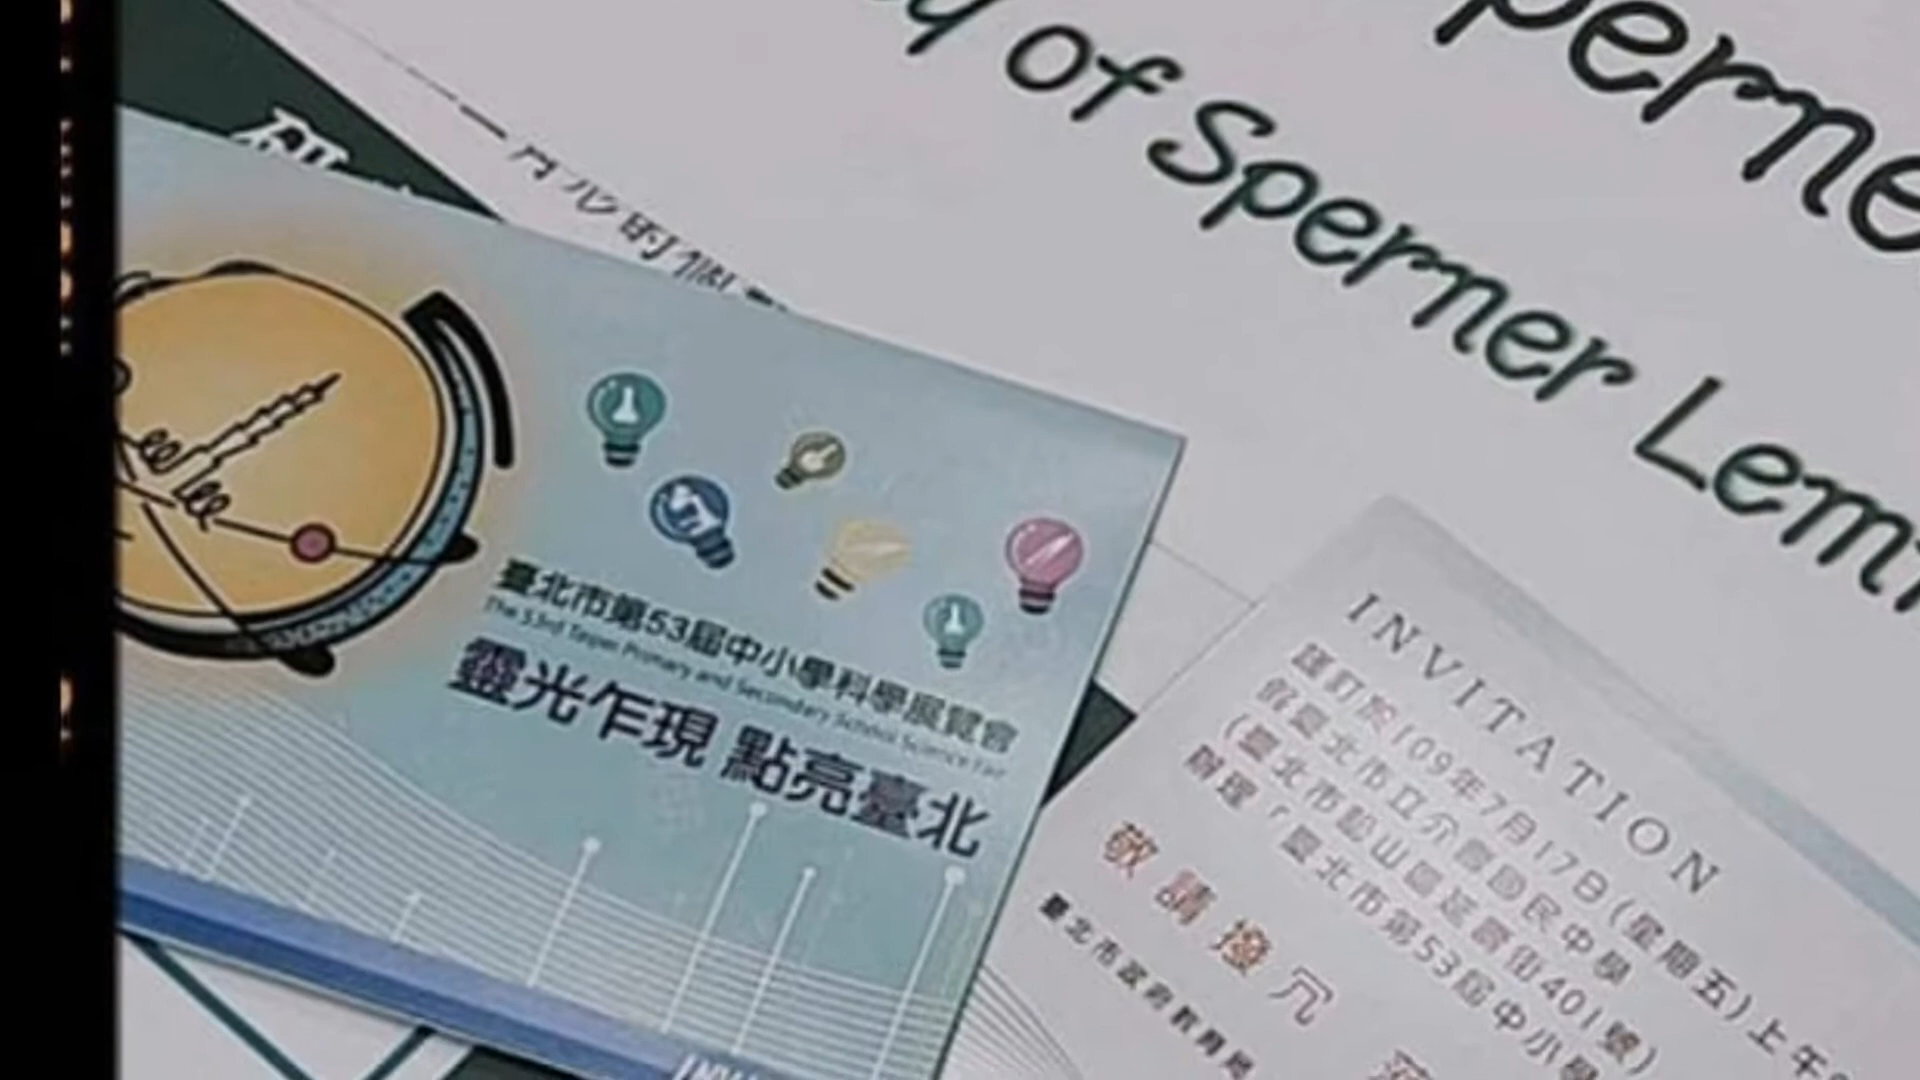 of Sperner
Lem
臺北市第53屆中小學科學展覽會
The 53rd Taipei Primary and Secondary School Science Fair
靈光乍現 點亮臺北
INVITATION
謹訂於109年7月17日(星期五)上午
假臺北市立介壽國民中學
(臺北市松山區延壽街401號)
辦理「臺北市第53屆中小學
敬請撥冗
臺北市政府教育局